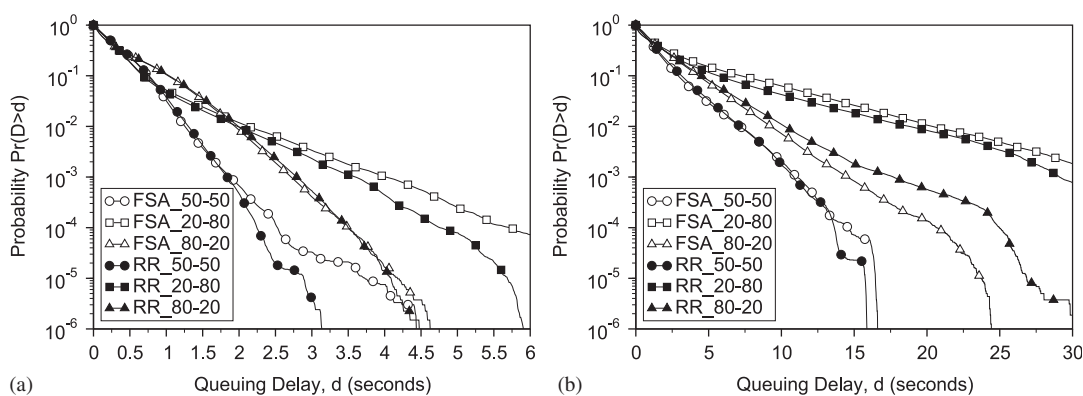 Probability Pr(D>d)
10^0
10^-1
10^-2
10^-3
10^-4
10^-5
10^-6
FSA_50-50
FSA_20-80
FSA_80-20
RR_50-50
RR_20-80
RR_80-20
0 0.5 1 1.5 2 2.5 3 3.5 4 4.5 5 5.5 6
(a) Queuing Delay, d (seconds)
Probability Pr(D>d)
10^0
10^-1
10^-2
10^-3
10^-4
10^-5
10^-6
FSA_50-50
FSA_20-80
FSA_80-20
RR_50-50
RR_20-80
RR_80-20
0 5 10 15 20 25 30
(b) Queuing Delay, d (seconds)